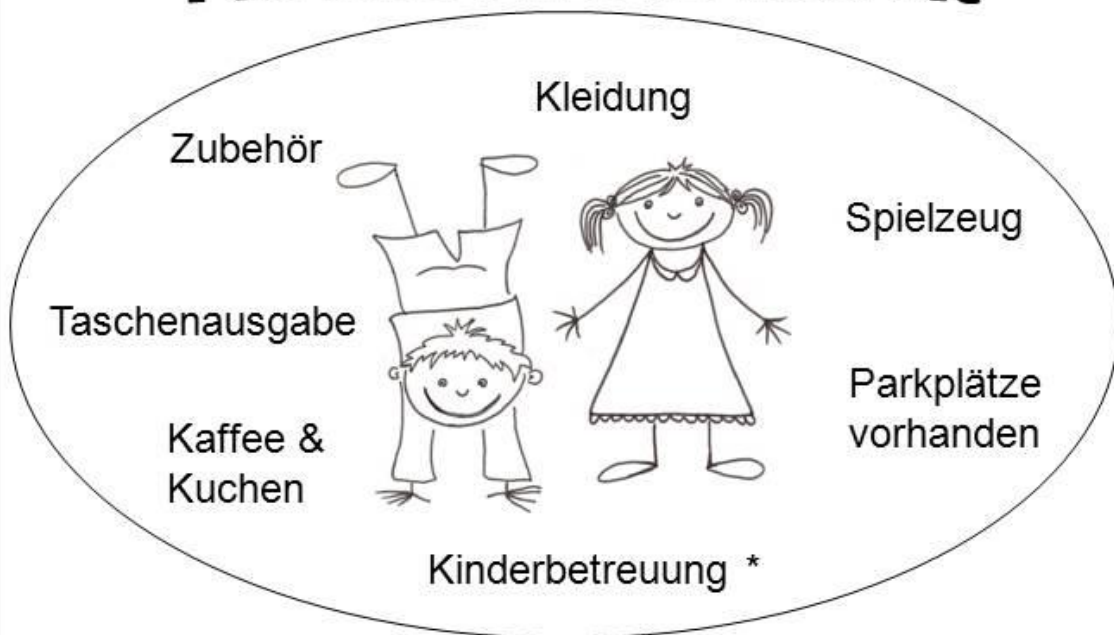 Kleidung
Zubehör
Spielzeug
Taschenausgabe
Parkplätze
vorhanden
Kaffee &
Kuchen
Kinderbetreuung *